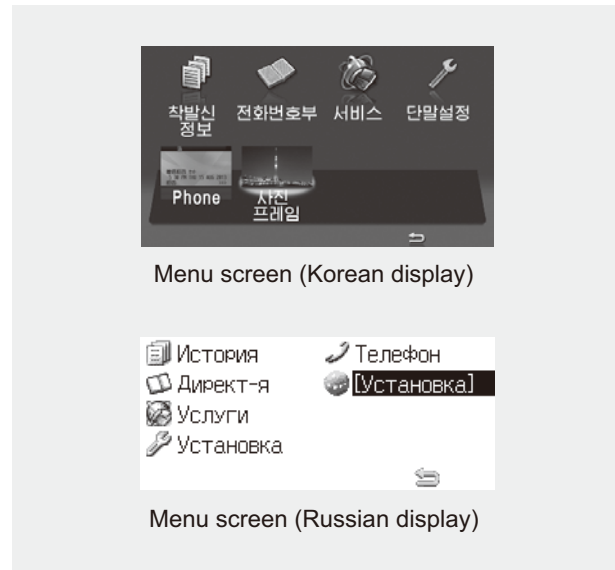 착발신 전화번호부 서비스 단말설정
정보
Phone 사진
프레임
Menu screen (Korean display)
История Телефон
Директ-я [Установка]
Услуги
Установка
Menu screen (Russian display)